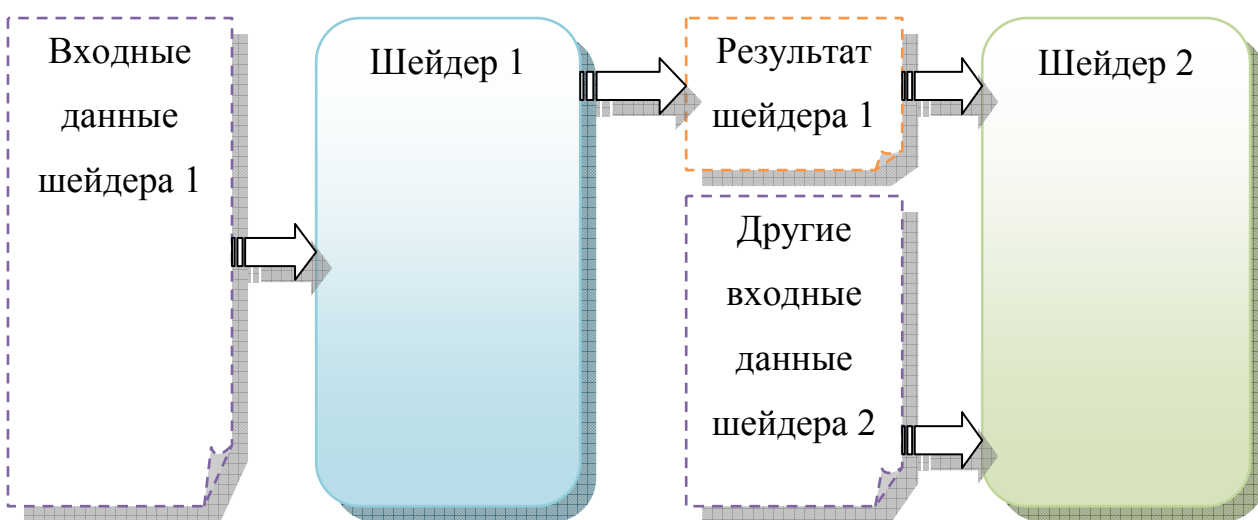 Входные
данные
шейдера 1
Шейдер 1
Результат
шейдера 1
Другие
входные
данные
шейдера 2
Шейдер 2